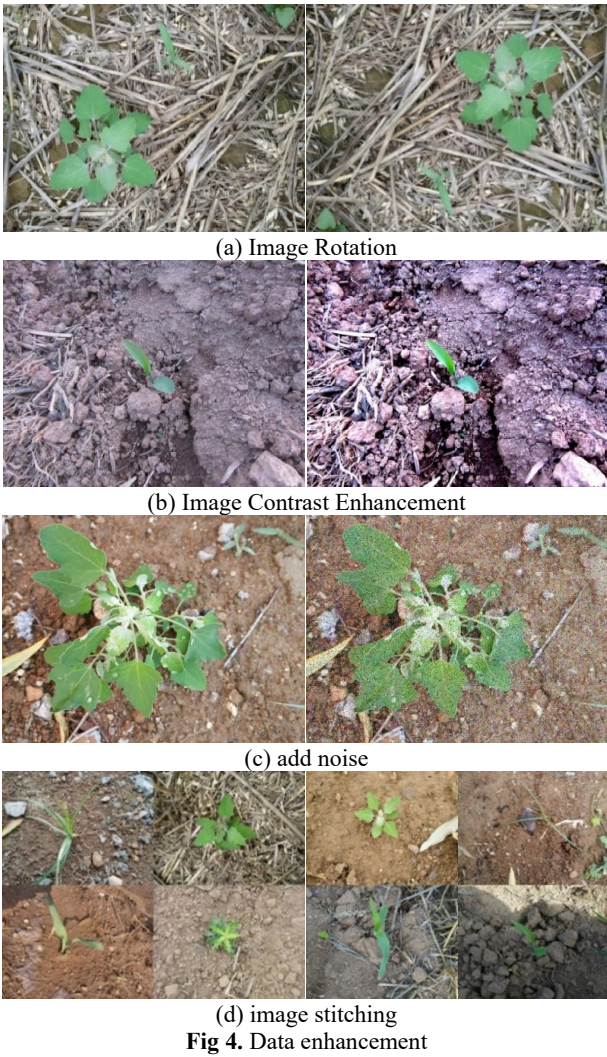 (a) Image Rotation
(b) Image Contrast Enhancement
(c) add noise
(d) image stitching
Fig 4. Data enhancement